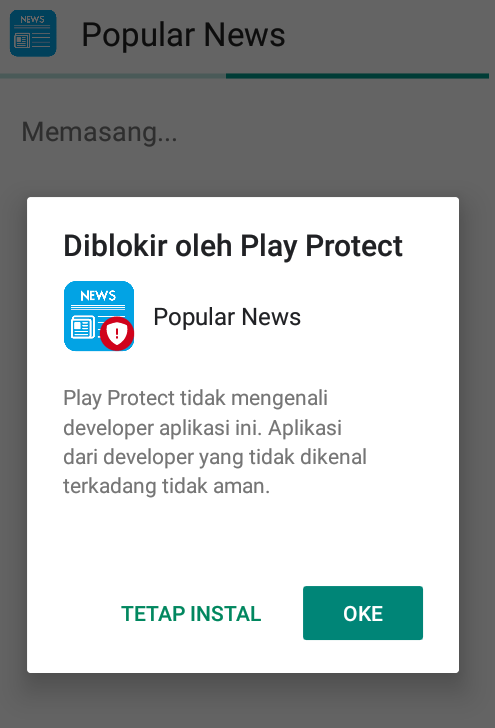 NEWS
Popular News
Memasang...
Diblokir oleh Play Protect
NEWS
Popular News
Play Protect tidak mengenali
developer aplikasi ini. Aplikasi
dari developer yang tidak dikenal
terkadang tidak aman.
TETAP INSTAL OKE